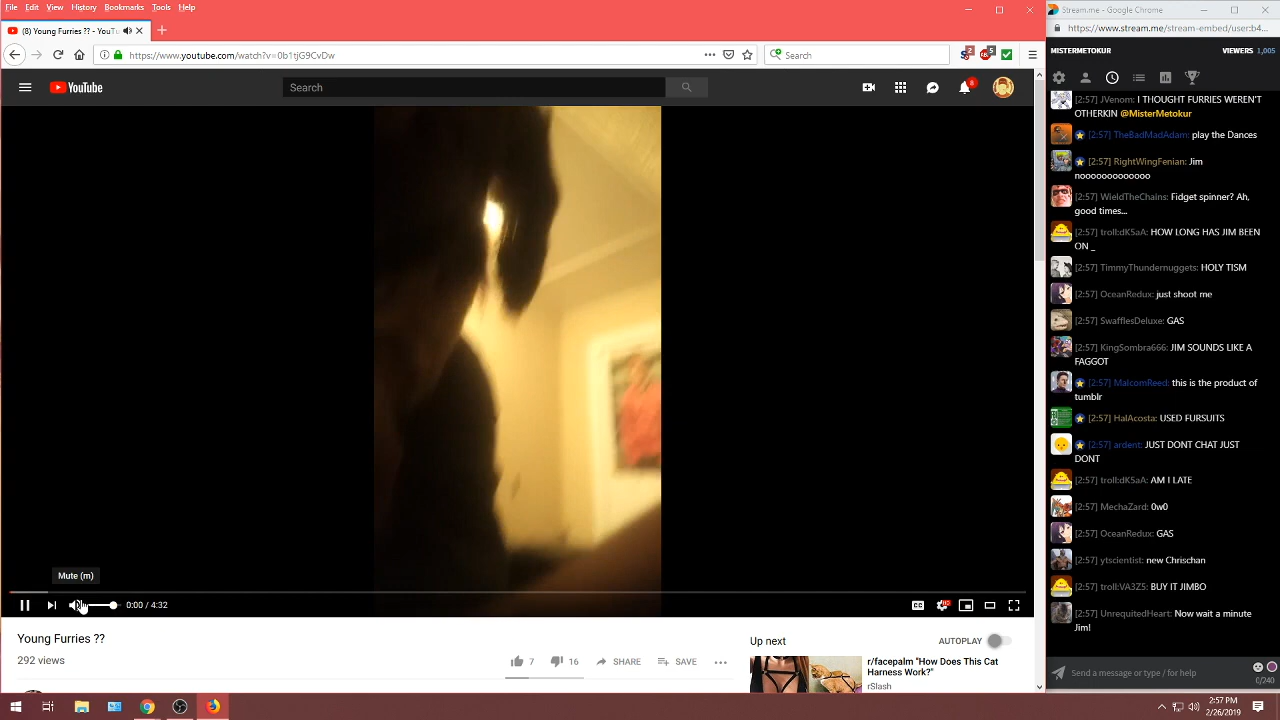 File Edit View History Bookmarks Tools Help
(8) Young Furries ?? - YouTu
https://www.youtube.com/watch?v=0b1tjG9CvDw
Search
YouTube
Search
8
Mute (m)
0:00 / 4:32
CC
HD
Young Furries ??
292 views
7
16
SHARE
SAVE
Up next
AUTOPLAY
r/facepalm "How Does This Cat
Harness Work?"
rSlash
Stream.me - Google Chrome
https://www.stream.me/stream-embed/user:b4...
MISTERMETOKUR
VIEWERS 1,005
[2:57] JVenom: I THOUGHT FURRIES WEREN'T
OTHERKIN @MisterMetokur
[2:57] TheBadMadAdam: play the Dances
[2:57] RightWingFenian: Jim
nooooooooooooo
[2:57] WieldTheChains: Fidget spinner? Ah,
good times...
[2:57] troll:dK5aA: HOW LONG HAS JIM BEEN
ON _
[2:57] TimmyThundernuggets: HOLY TISM
[2:57] OceanRedux: just shoot me
[2:57] SwafflesDeluxe: GAS
[2:57] KingSombra666: JIM SOUNDS LIKE A
FAGGOT
[2:57] MalcomReed: this is the product of
tumblr
[2:57] HalAcosta: USED FURSUITS
[2:57] ardent: JUST DONT CHAT JUST
DONT
[2:57] troll:dK5aA: AM I LATE
[2:57] MechaZard: 0w0
[2:57] OceanRedux: GAS
[2:57] ytscientist: new Chrischan
[2:57] troll:VA3Z5: BUY IT JIMBO
[2:57] UnrequitedHeart: Now wait a minute
Jim!
Send a message or type / for help
0/240
2:57 PM
2/26/2019